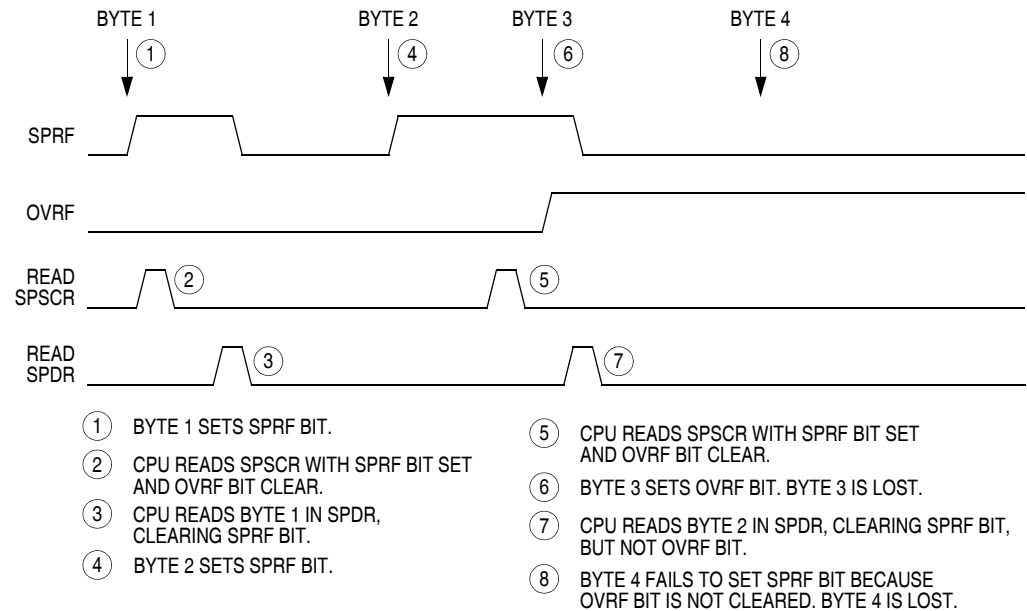 BYTE 1 BYTE 2 BYTE 3 BYTE 4
1 4 6 8
SPRF
OVRF
READ
SPSCR
2 5
READ
SPDR
3 7
1 BYTE 1 SETS SPRF BIT.
2 CPU READS SPSCR WITH SPRF BIT SET
AND OVRF BIT CLEAR.
3 CPU READS BYTE 1 IN SPDR,
CLEARING SPRF BIT.
4 BYTE 2 SETS SPRF BIT.
5 CPU READS SPSCR WITH SPRF BIT SET
AND OVRF BIT CLEAR.
6 BYTE 3 SETS OVRF BIT. BYTE 3 IS LOST.
7 CPU READS BYTE 2 IN SPDR, CLEARING SPRF BIT,
BUT NOT OVRF BIT.
8 BYTE 4 FAILS TO SET SPRF BIT BECAUSE
OVRF BIT IS NOT CLEARED. BYTE 4 IS LOST.